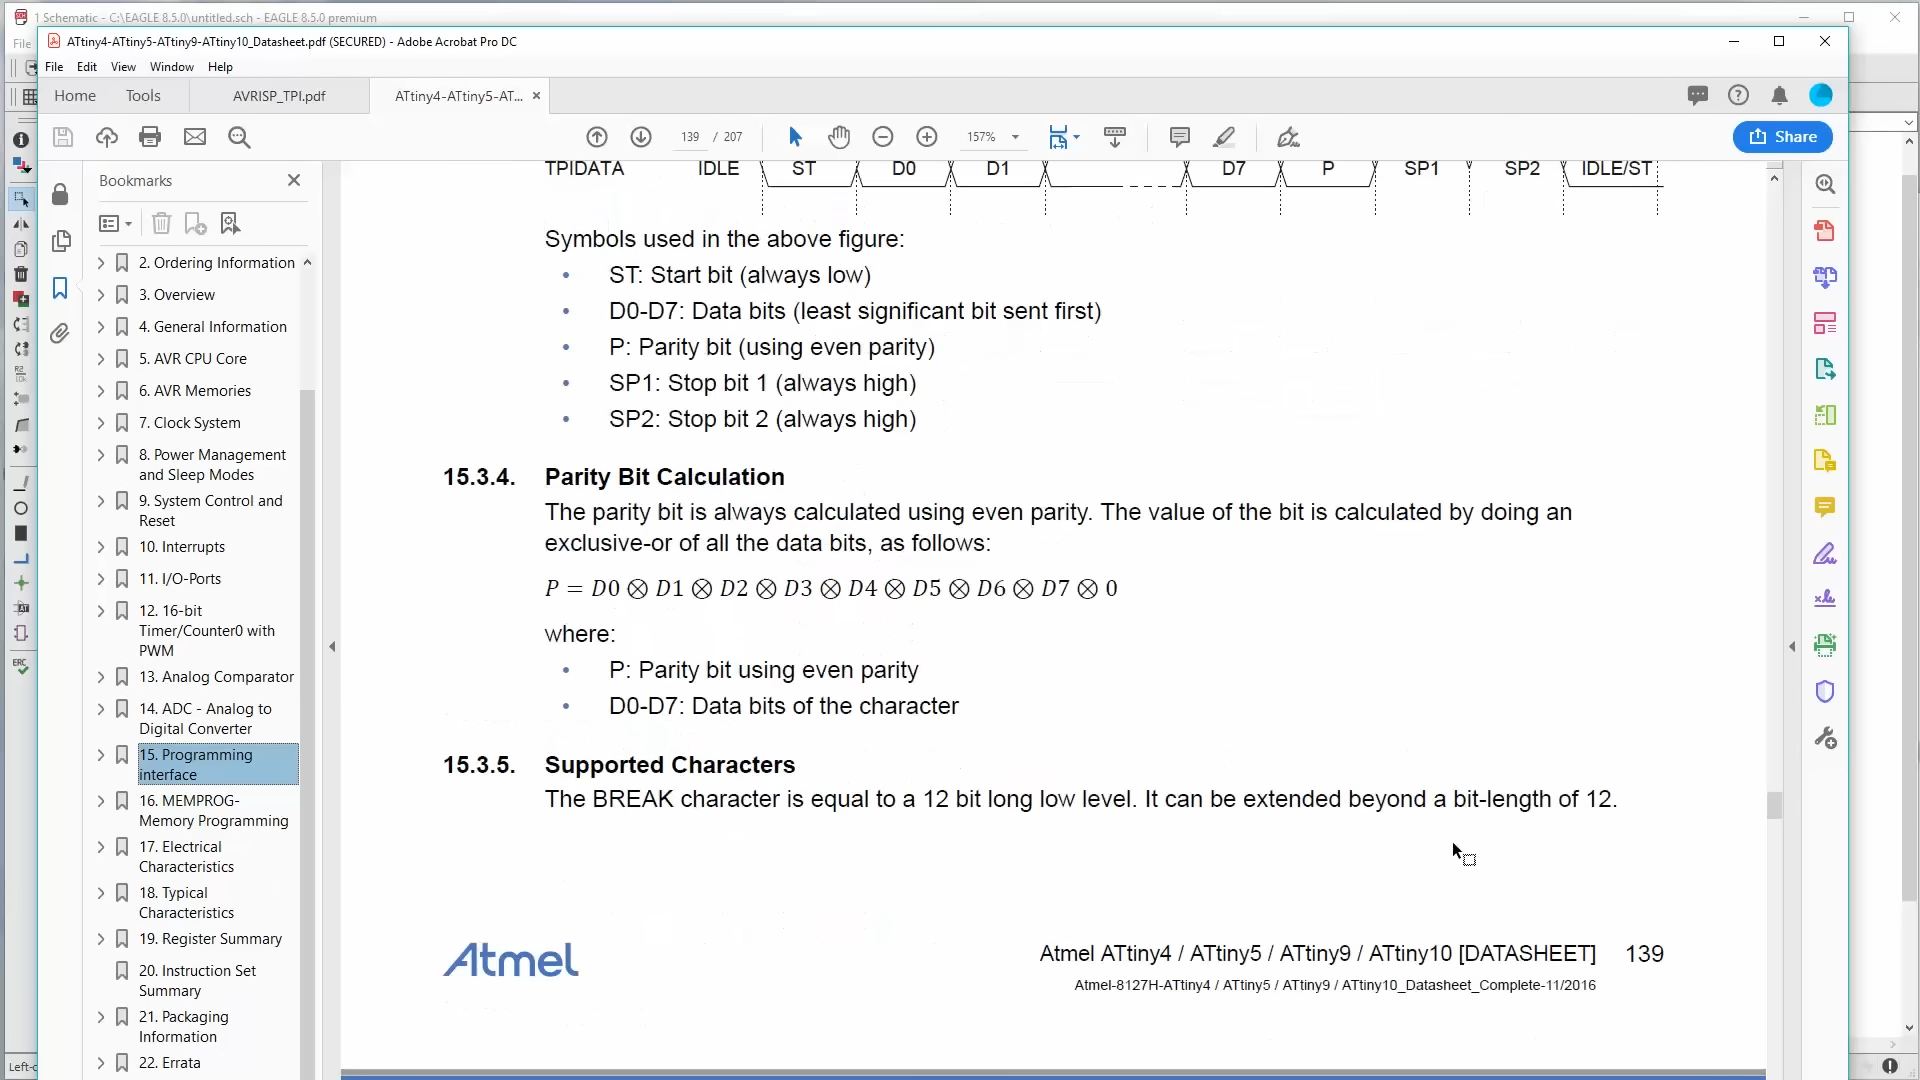 1 Schematic - C:\EAGLE 8.5.0\untitled.sch - EAGLE 8.5.0 premium
File
ATtiny4-ATtiny5-ATtiny9-ATtiny10_Datasheet.pdf (SECURED) - Adobe Acrobat Pro DC
File Edit View Window Help
Home Tools AVRISP_TPI.pdf ATtiny4-ATtiny5-AT...
139 / 207 157% Share
Bookmarks
2. Ordering Information
3. Overview
4. General Information
5. AVR CPU Core
6. AVR Memories
7. Clock System
8. Power Management
and Sleep Modes
9. System Control and
Reset
10. Interrupts
11. I/O-Ports
12. 16-bit
Timer/Counter0 with
PWM
13. Analog Comparator
14. ADC - Analog to
Digital Converter
15. Programming
interface
16. MEMPROG-
Memory Programming
17. Electrical
Characteristics
18. Typical
Characteristics
19. Register Summary
20. Instruction Set
Summary
21. Packaging
Information
22. Errata
TPIDATA IDLE ST D0 D1 D7 P SP1 SP2 IDLE/ST
Symbols used in the above figure:
• ST: Start bit (always low)
• D0-D7: Data bits (least significant bit sent first)
• P: Parity bit (using even parity)
• SP1: Stop bit 1 (always high)
• SP2: Stop bit 2 (always high)
15.3.4. Parity Bit Calculation
The parity bit is always calculated using even parity. The value of the bit is calculated by doing an
exclusive-or of all the data bits, as follows:
P = D0 ⊗ D1 ⊗ D2 ⊗ D3 ⊗ D4 ⊗ D5 ⊗ D6 ⊗ D7 ⊗ 0
where:
• P: Parity bit using even parity
• D0-D7: Data bits of the character
15.3.5. Supported Characters
The BREAK character is equal to a 12 bit long low level. It can be extended beyond a bit-length of 12.
Atmel
Atmel ATtiny4 / ATtiny5 / ATtiny9 / ATtiny10 [DATASHEET] 139
Atmel-8127H-ATtiny4 / ATtiny5 / ATtiny9 / ATtiny10_Datasheet_Complete-11/2016
ERC
Left-c